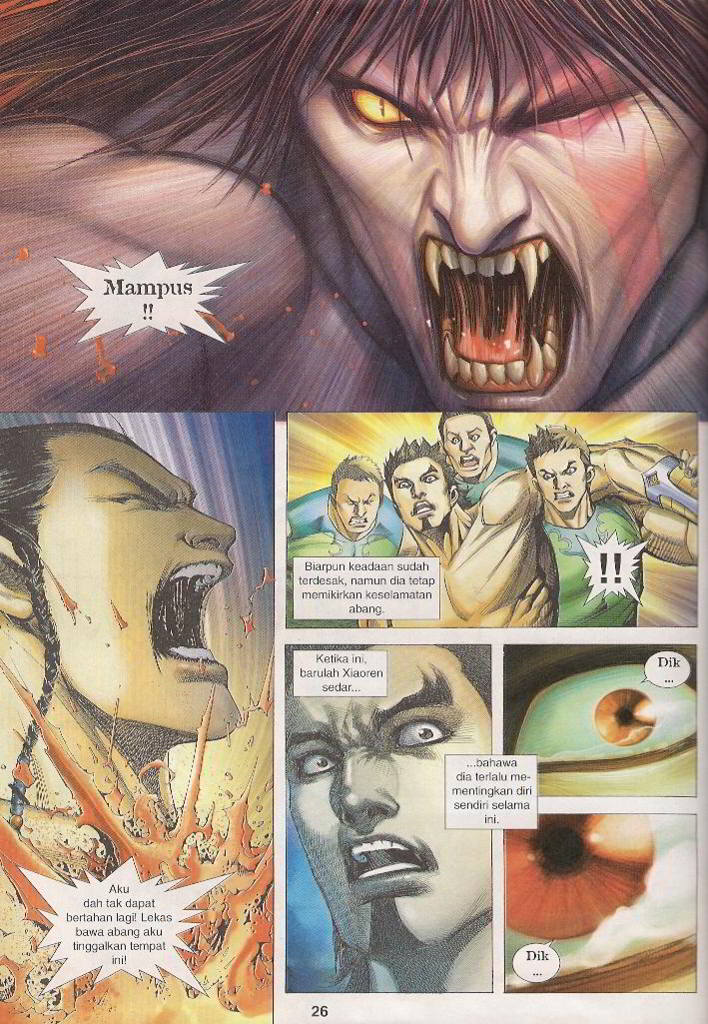 Mampus
!!
Aku
dah tak dapat
bertahan lagi! Lekas
bawa abang aku
tinggalkan tempat
ini!
Biarpun keadaan sudah
terdesak, namun dia tetap
memikirkan keselamatan
abang.
!!
Ketika ini,
barulah Xiaoren
sedar...
...bahawa
dia terlalu me-
mentingkan diri
sendiri selama
ini.
Dik
...
Dik
...
26